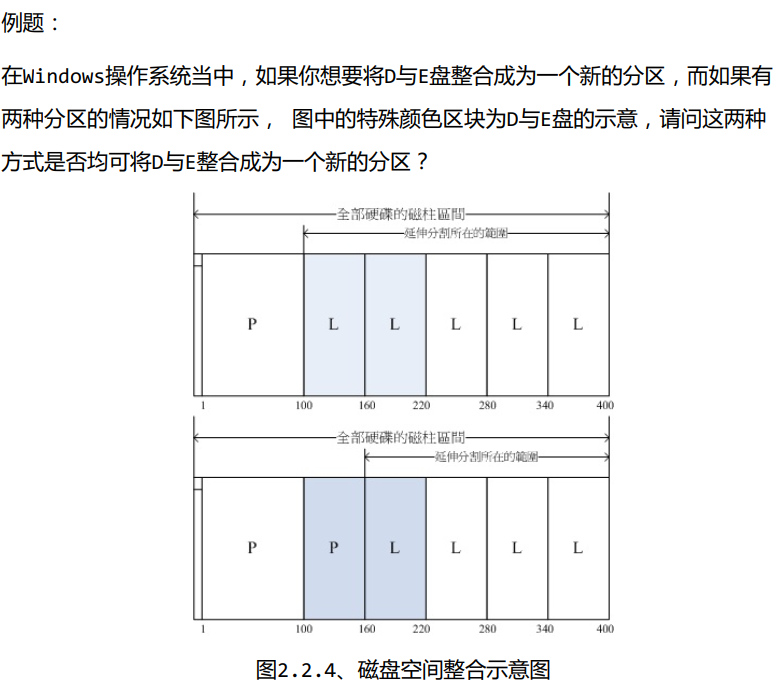 例题：
在Windows操作系统当中，如果你想要将D与E盘整合成为一个新的分区，而如果有
两种分区的情况如下图所示， 图中的特殊颜色区块为D与E盘的示意，请问这两种
方式是否均可将D与E整合成为一个新的分区？
全部硬碟的磁柱區間
延伸分割所在的範圍
P L L L L L
1 100 160 220 280 340 400
全部硬碟的磁柱區間
延伸分割所在的範圍
P P L L L L
1 100 160 220 280 340 400
图2.2.4、磁盘空间整合示意图